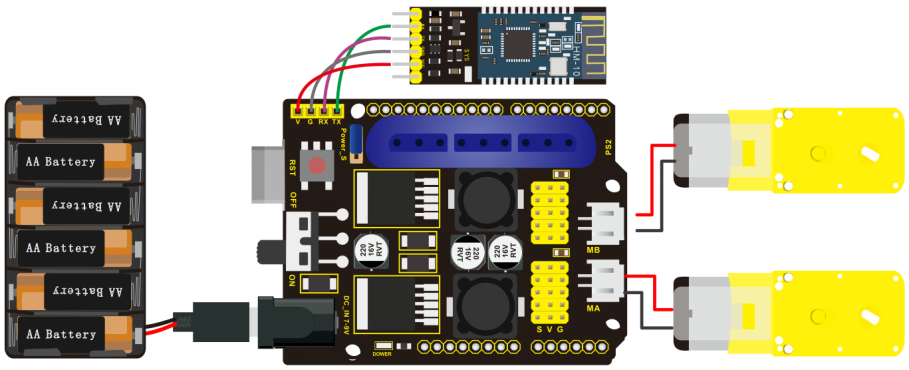 SYS
HM-10
V G RX TX
AA Battery
AA Battery
AA Battery
AA Battery
AA Battery
AA Battery
Power_S
PS2
RST
OFF
ON
220
16V
RVT
220
16V
RVT
220
16V
RVT
MB
MA
DC_IN 7-9V
S V G
DOWER